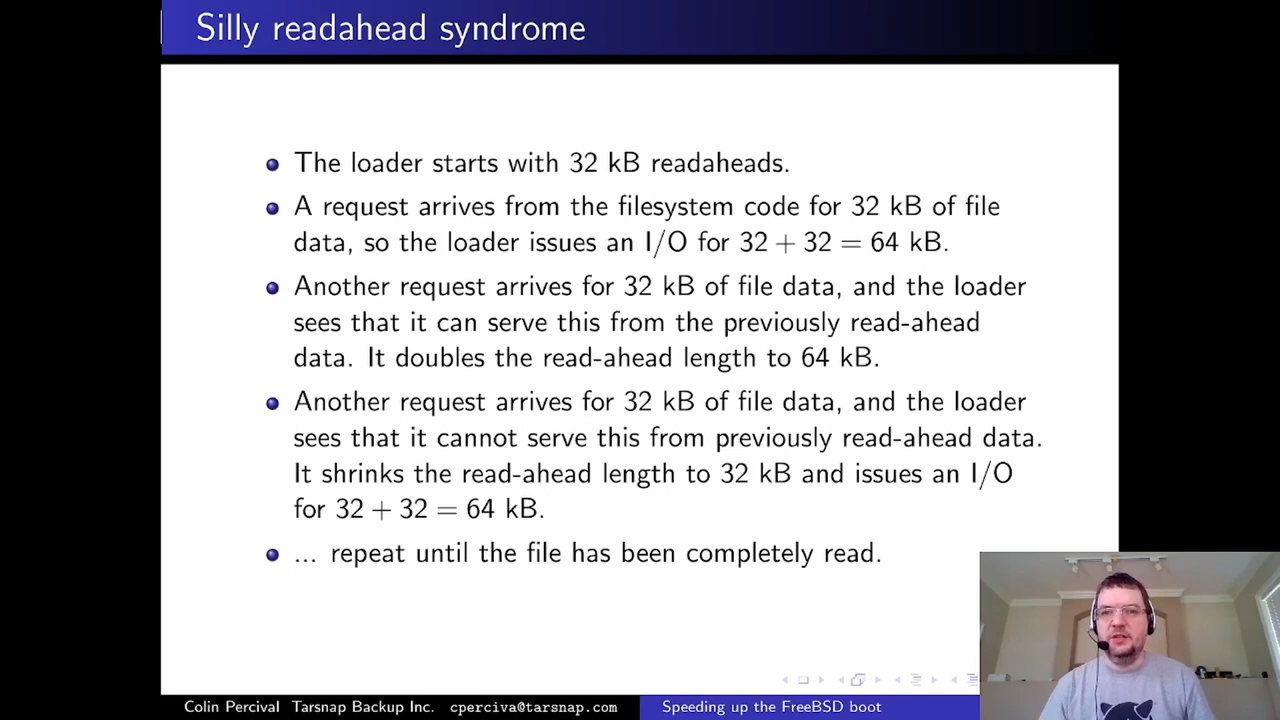 Silly readahead syndrome
The loader starts with 32 kB readaheads.
A request arrives from the filesystem code for 32 kB of file
data, so the loader issues an I/O for 32 + 32 = 64 kB.
Another request arrives for 32 kB of file data, and the loader
sees that it can serve this from the previously read-ahead
data. It doubles the read-ahead length to 64 kB.
Another request arrives for 32 kB of file data, and the loader
sees that it cannot serve this from previously read-ahead data.
It shrinks the read-ahead length to 32 kB and issues an I/O
for 32 + 32 = 64 kB.
... repeat until the file has been completely read.
Colin Percival Tarsnap Backup Inc. cperciva@tarsnap.com Speeding up the FreeBSD boot